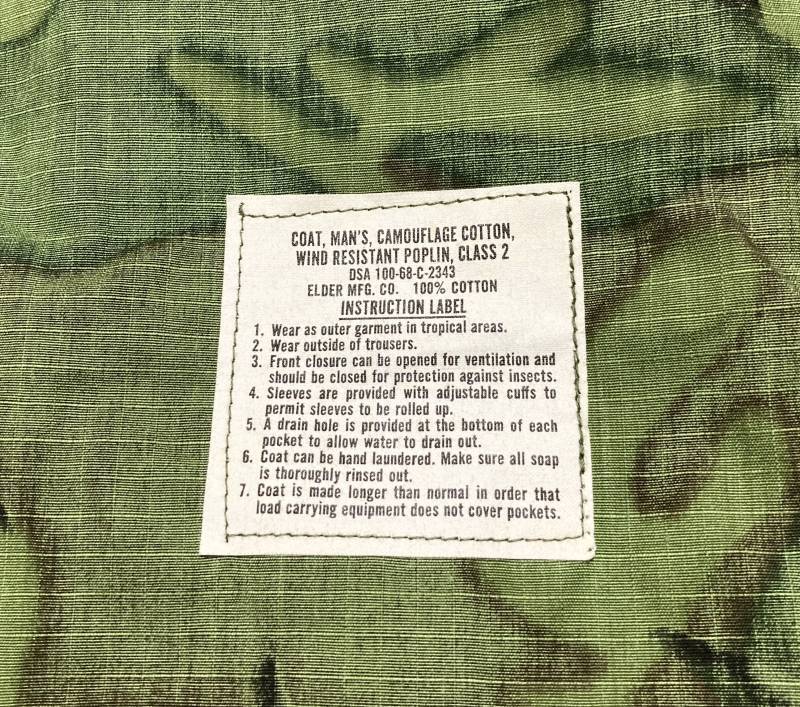 COAT, MAN'S, CAMOUFLAGE COTTON,
WIND RESISTANT POPLIN, CLASS 2
DSA 100-68-C-2343
ELDER MFG. CO. 100% COTTON
INSTRUCTION LABEL
1. Wear as outer garment in tropical areas.
2. Wear outside of trousers.
3. Front closure can be opened for ventilation and
should be closed for protection against insects.
4. Sleeves are provided with adjustable cuffs to
permit sleeves to be rolled up.
5. A drain hole is provided at the bottom of each
pocket to allow water to drain out.
6. Coat can be hand laundered. Make sure all soap
is thoroughly rinsed out.
7. Coat is made longer than normal in order that
load carrying equipment does not cover pockets.